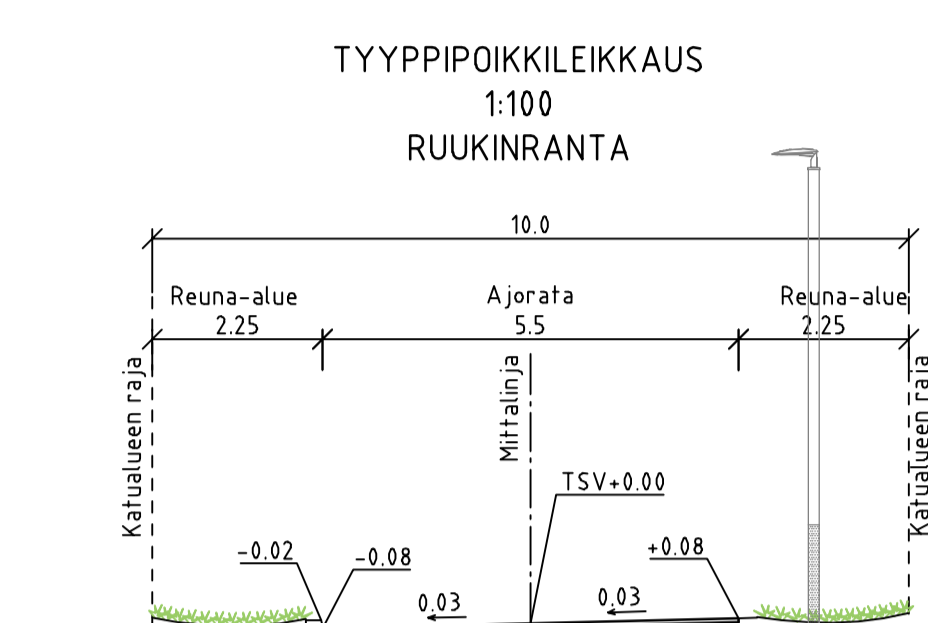 TYYPPIPOIKKILEIKKAUS
1:100
RUUKINRANTA
10.0
Reuna-alue
Ajorata
Reuna-alue
2.25
5.5
2.25
Katualueen raja
Mittalinja
Katualueen raja
TSV+0.00
-0.02
-0.08
+0.08
0.03
0.03